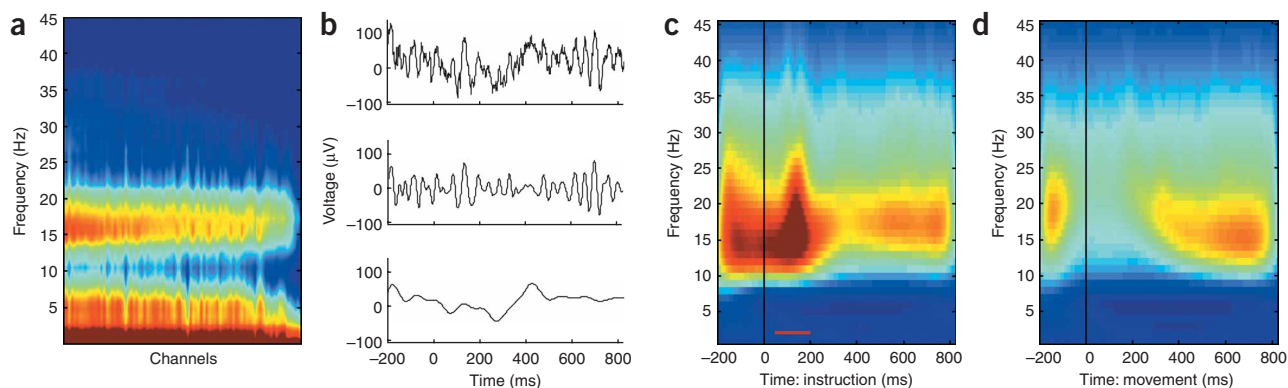 a
45
40
35
30
25
20
15
10
5
Frequency (Hz)
Channels
b
100
0
–100
100
0
–100
100
0
–100
Voltage (µV)
–200 0 200 400 600 800
Time (ms)
c
45
40
35
30
25
20
15
10
5
Frequency (Hz)
–200 0 200 400 600 800
Time: instruction (ms)
d
45
40
35
30
25
20
15
10
5
Frequency (Hz)
–200 0 200 400 600 800
Time: movement (ms)